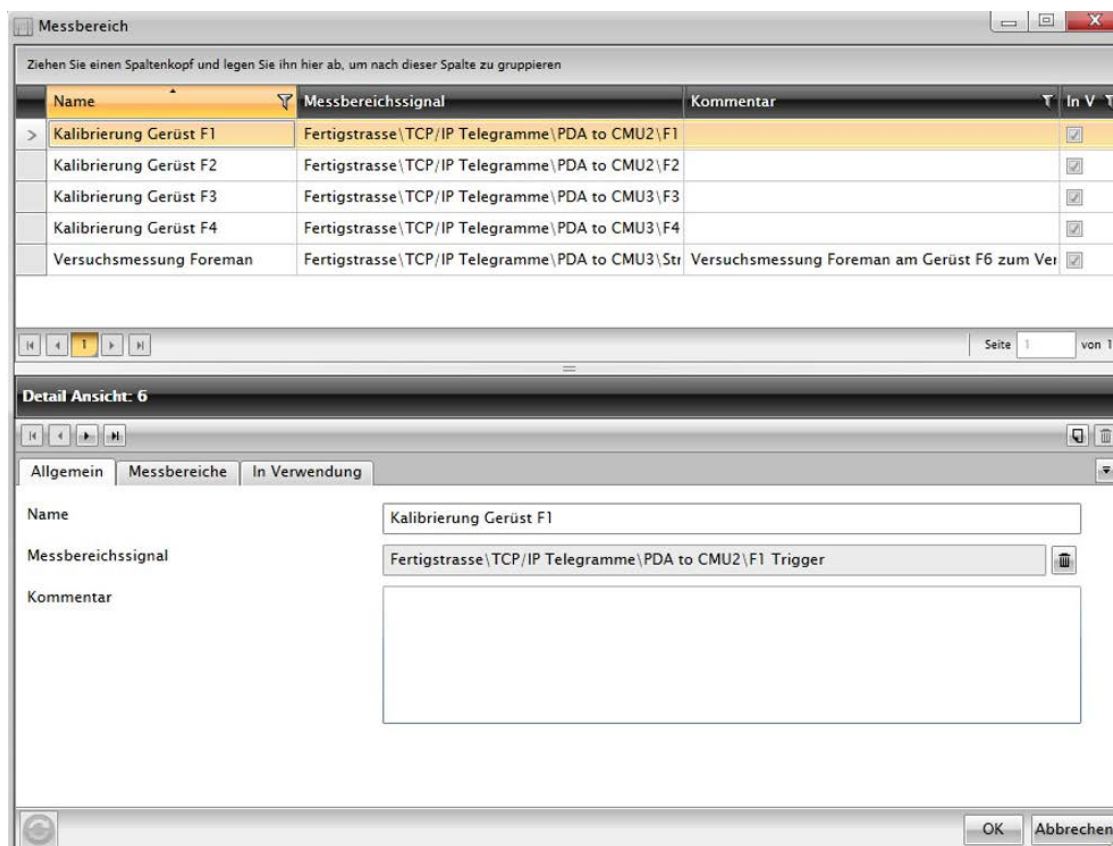 Messbereich
Ziehen Sie einen Spaltenkopf und legen Sie ihn hier ab, um nach dieser Spalte zu gruppieren
Name Messbereichssignal Kommentar In V
Kalibrierung Gerüst F1 Fertigstrasse\TCP/IP Telegramme\PDA to CMU2\F1
Kalibrierung Gerüst F2 Fertigstrasse\TCP/IP Telegramme\PDA to CMU2\F2
Kalibrierung Gerüst F3 Fertigstrasse\TCP/IP Telegramme\PDA to CMU3\F3
Kalibrierung Gerüst F4 Fertigstrasse\TCP/IP Telegramme\PDA to CMU3\F4
Versuchsmessung Foreman Fertigstrasse\TCP/IP Telegramme\PDA to CMU3\Str Versuchsmessung Foreman am Gerüst F6 zum Ver
1 Seite 1 von 1
Detail Ansicht: 6
Allgemein Messbereiche In Verwendung
Name Kalibrierung Gerüst F1
Messbereichssignal Fertigstrasse\TCP/IP Telegramme\PDA to CMU2\F1 Trigger
Kommentar
OK Abbrechen